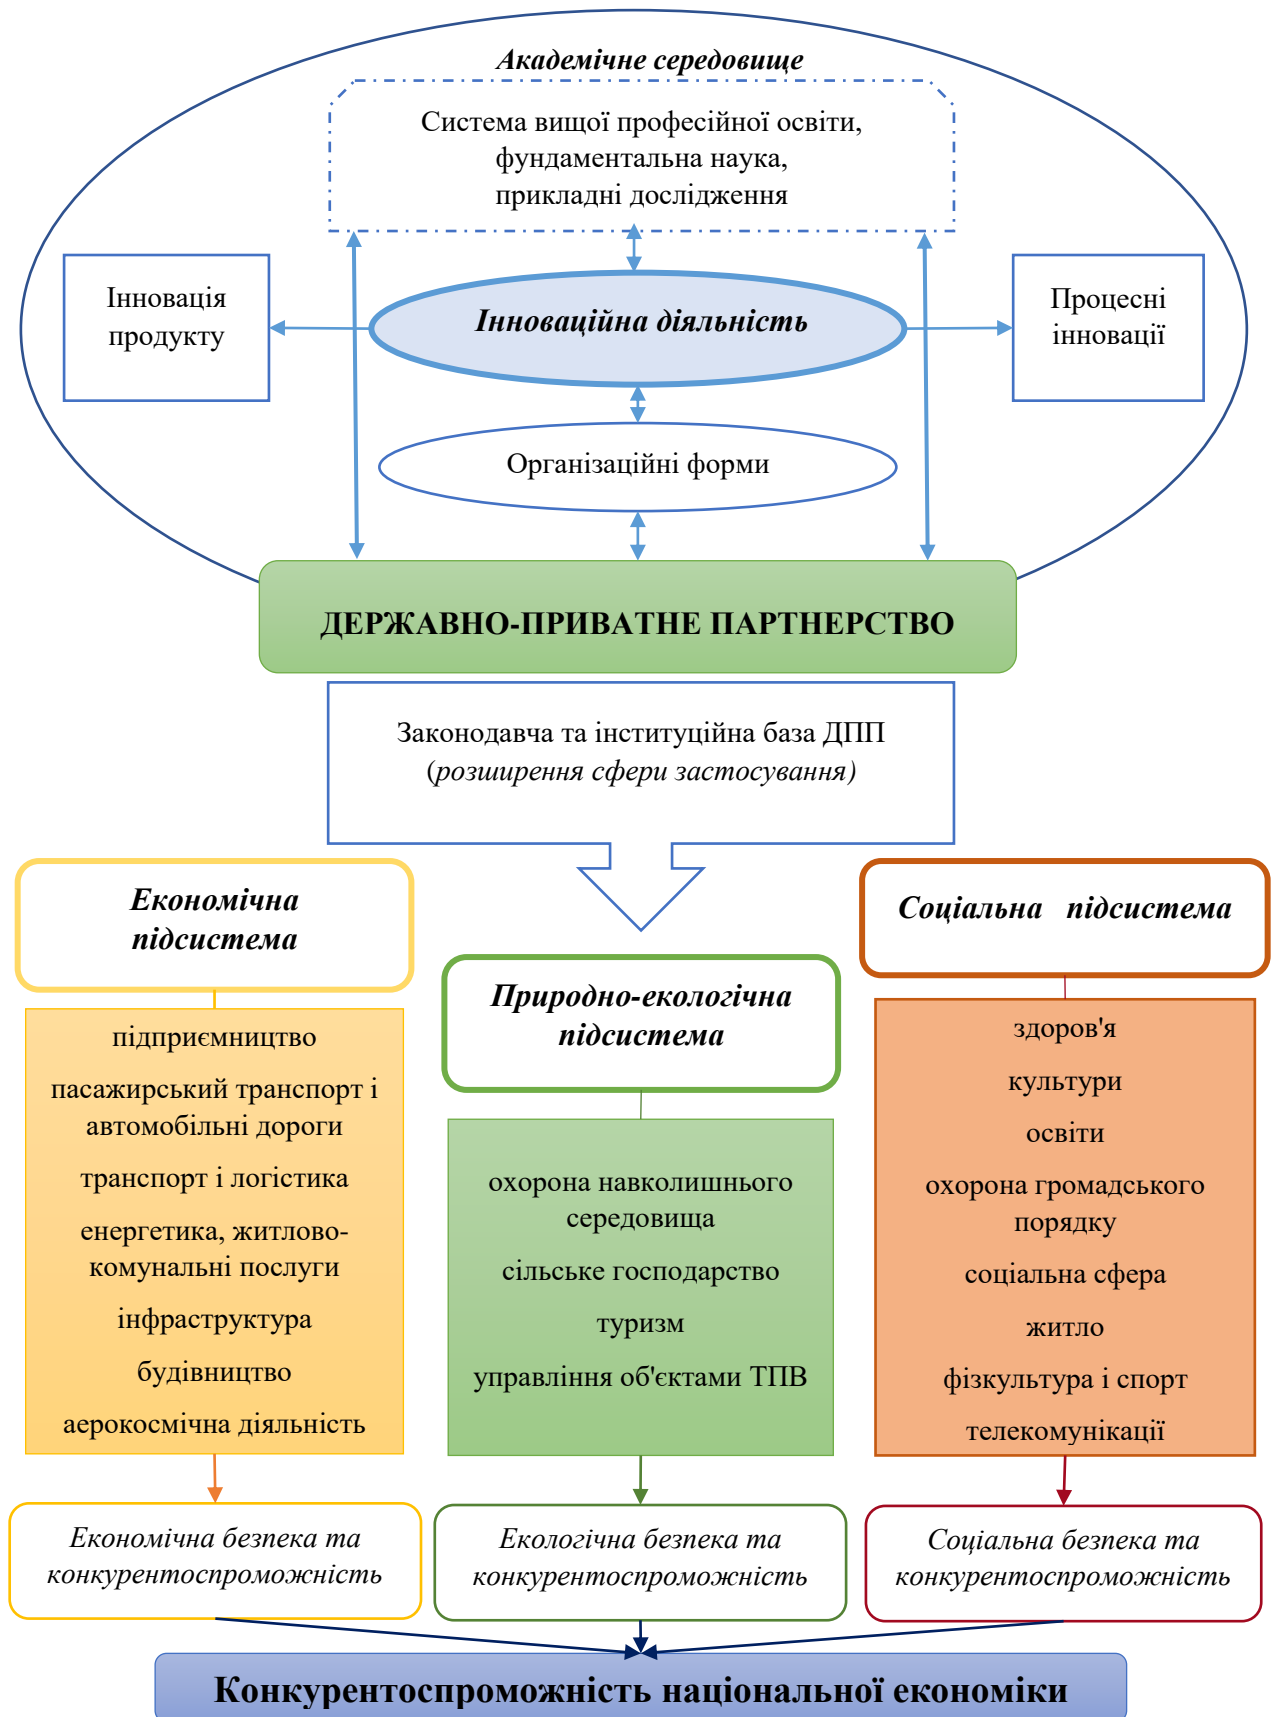 Академічне середовище
Система вищої професійної освіти,
фундаментальна наука,
прикладні дослідження
Інновація
продукту
Інноваційна діяльність
Процесні
інновації
Організаційні форми
ДЕРЖАВНО-ПРИВАТНЕ ПАРТНЕРСТВО
Законодавча та інституційна база ДПП
(розширення сфери застосування)
Економічна
підсистема
підприємництво
пасажирський транспорт і
автомобільні дороги
транспорт і логістика
енергетика, житлово-
комунальні послуги
інфраструктура
будівництво
аерокосмічна діяльність
Економічна безпека та
конкурентоспроможність
Природно-екологічна
підсистема
охорона навколишнього
середовища
сільське господарство
туризм
управління об'єктами ТПВ
Екологічна безпека та
конкурентоспроможність
Соціальна підсистема
здоров'я
культури
освіти
охорона громадського
порядку
соціальна сфера
житло
фізкультура і спорт
телекомунікації
Соціальна безпека та
конкурентоспроможність
Конкурентоспроможність національної економіки